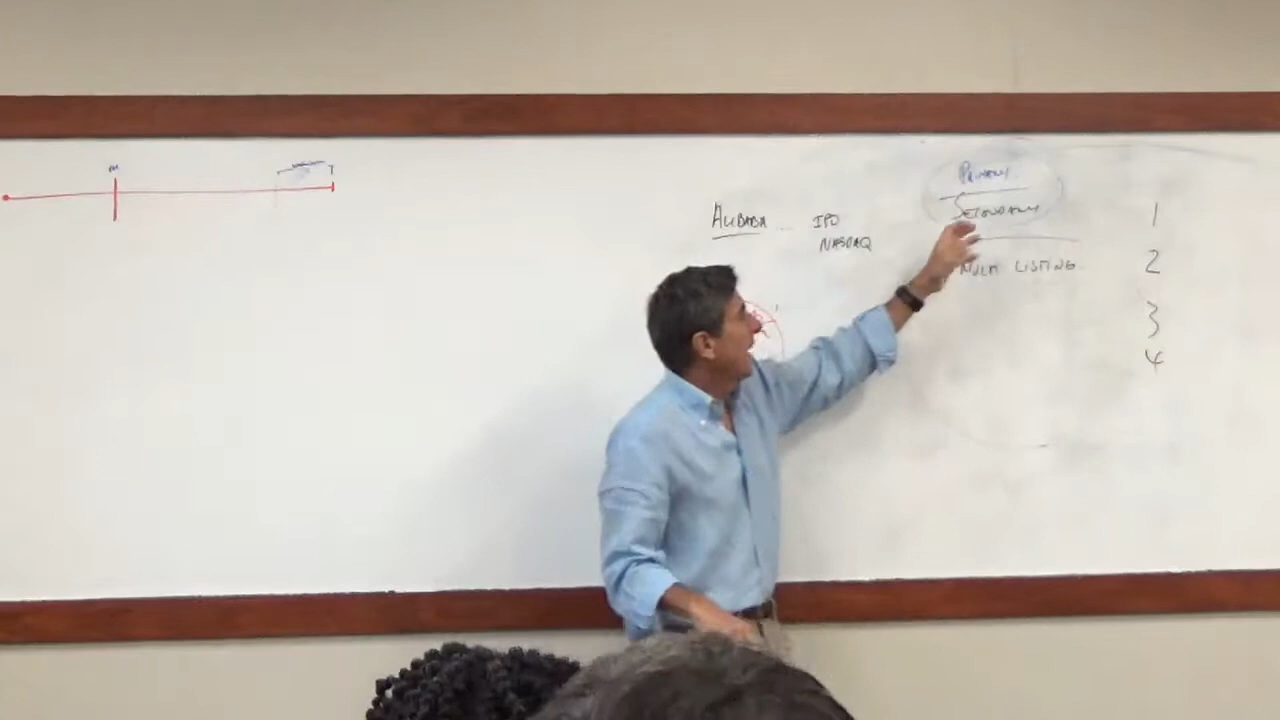 M
T
ALIBABA ... IPO
NASDAQ
PRIMARY
SECONDARY
MULTI LISTING
1
2
3
4